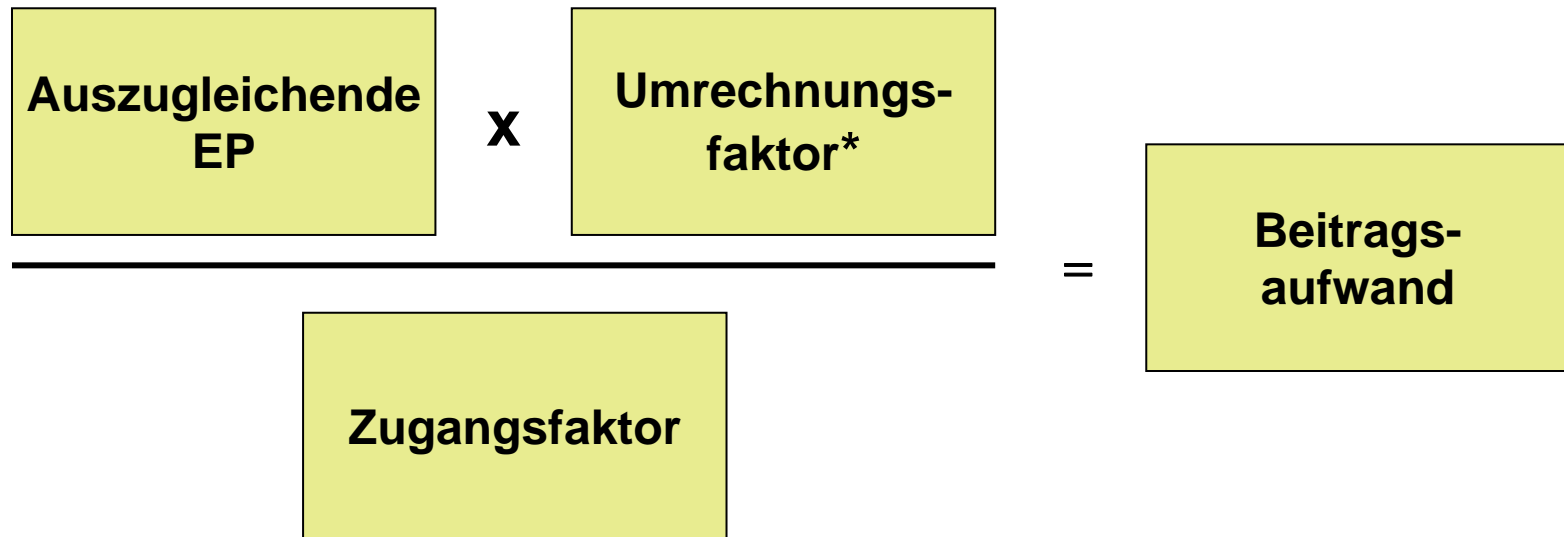 Auszugleichende
EP
x
Umrechnungs-
faktor*
=
Beitrags-
aufwand
Zugangsfaktor